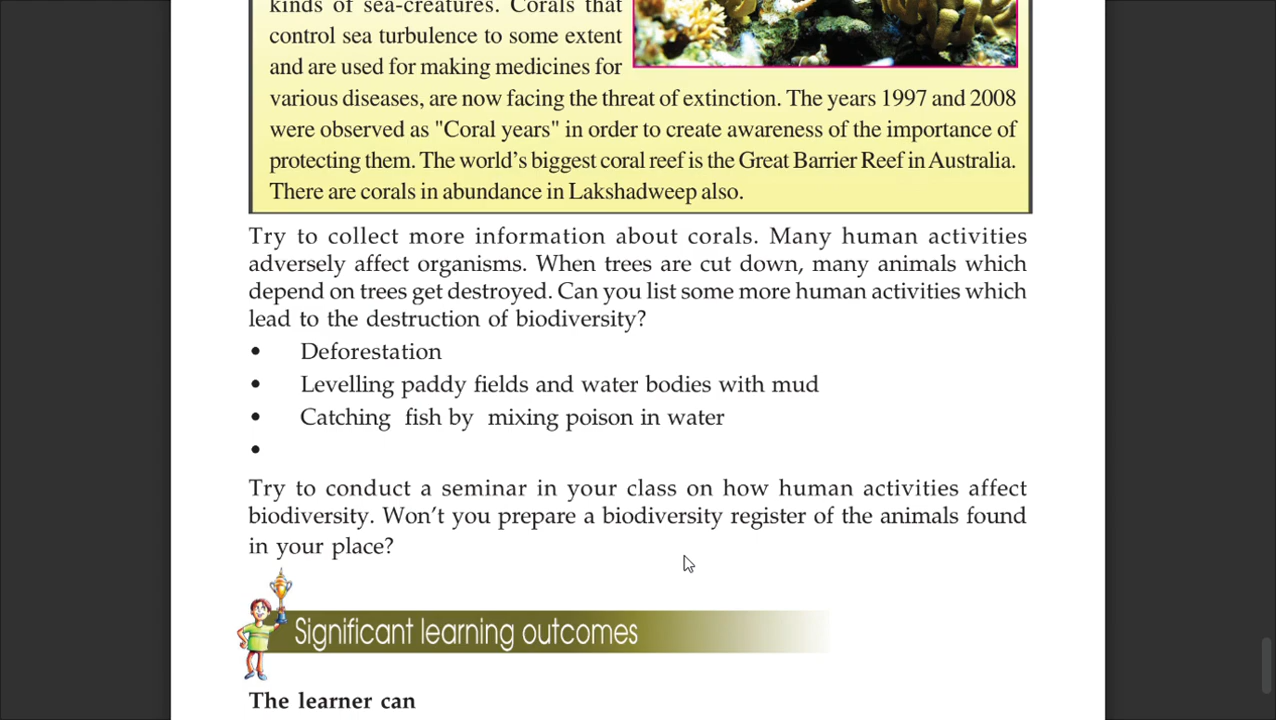 kinds of sea-creatures. Corals that
control sea turbulence to some extent
and are used for making medicines for
various diseases, are now facing the threat of extinction. The years 1997 and 2008
were observed as "Coral years" in order to create awareness of the importance of
protecting them. The world's biggest coral reef is the Great Barrier Reef in Australia.
There are corals in abundance in Lakshadweep also.
Try to collect more information about corals. Many human activities
adversely affect organisms. When trees are cut down, many animals which
depend on trees get destroyed. Can you list some more human activities which
lead to the destruction of biodiversity?
• Deforestation
• Levelling paddy fields and water bodies with mud
• Catching fish by mixing poison in water
•
Try to conduct a seminar in your class on how human activities affect
biodiversity. Won't you prepare a biodiversity register of the animals found
in your place?
Significant learning outcomes
The learner can